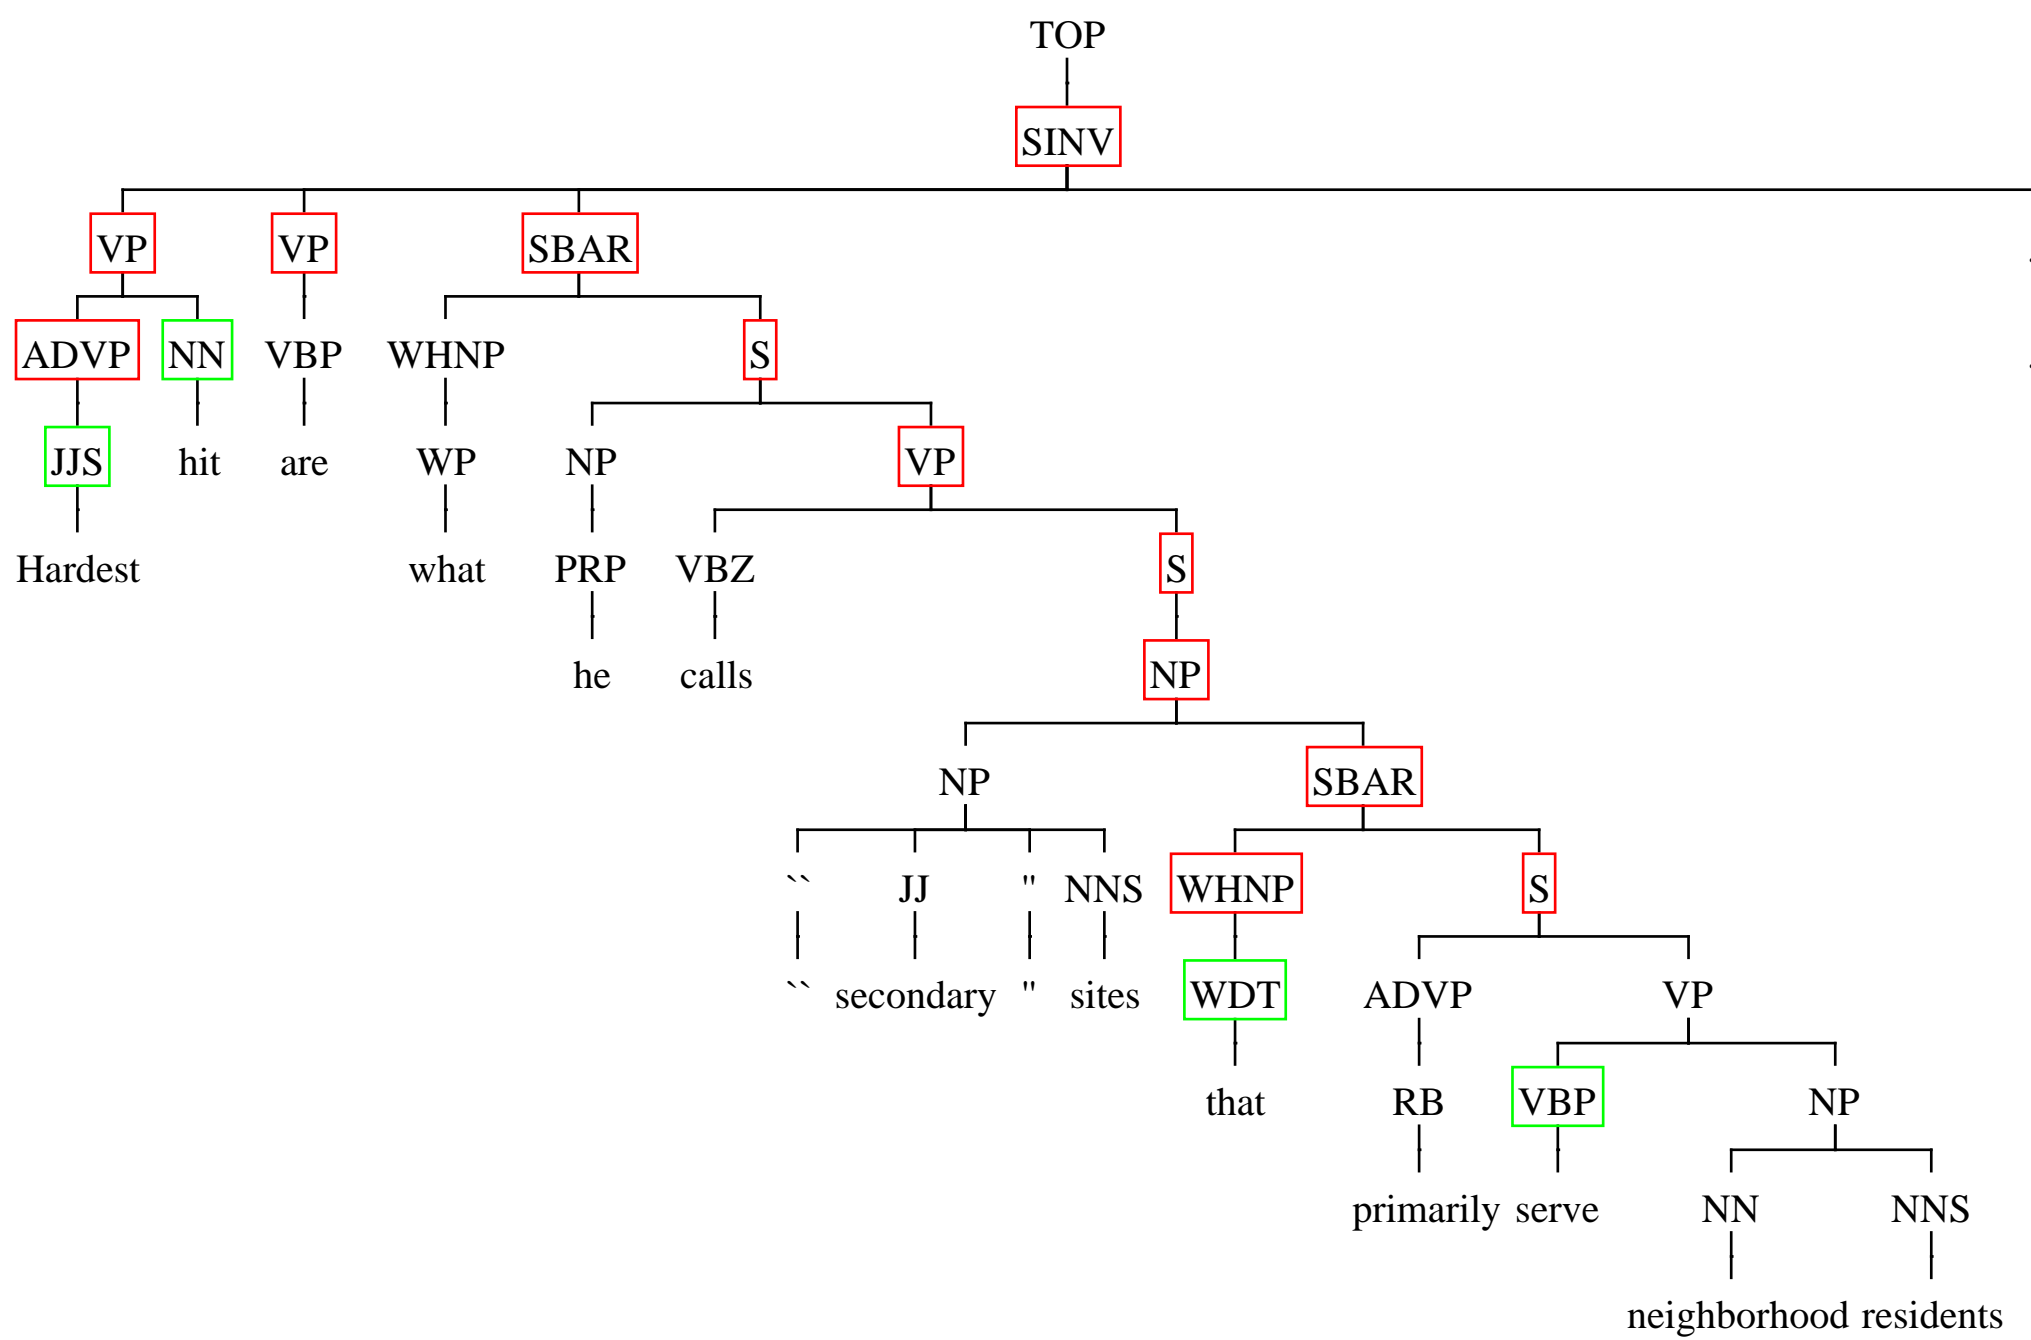 TOP
SINV
VP VP SBAR
ADVP NN VBP WHNP S
JJS hit are WP NP VP
Hardest what PRP VBZ S
he calls NP
NP SBAR
`` JJ '' NNS WHNP S
`` secondary '' sites WDT ADVP VP
that RB VBP NP
primarily serve NN NNS
neighborhood residents